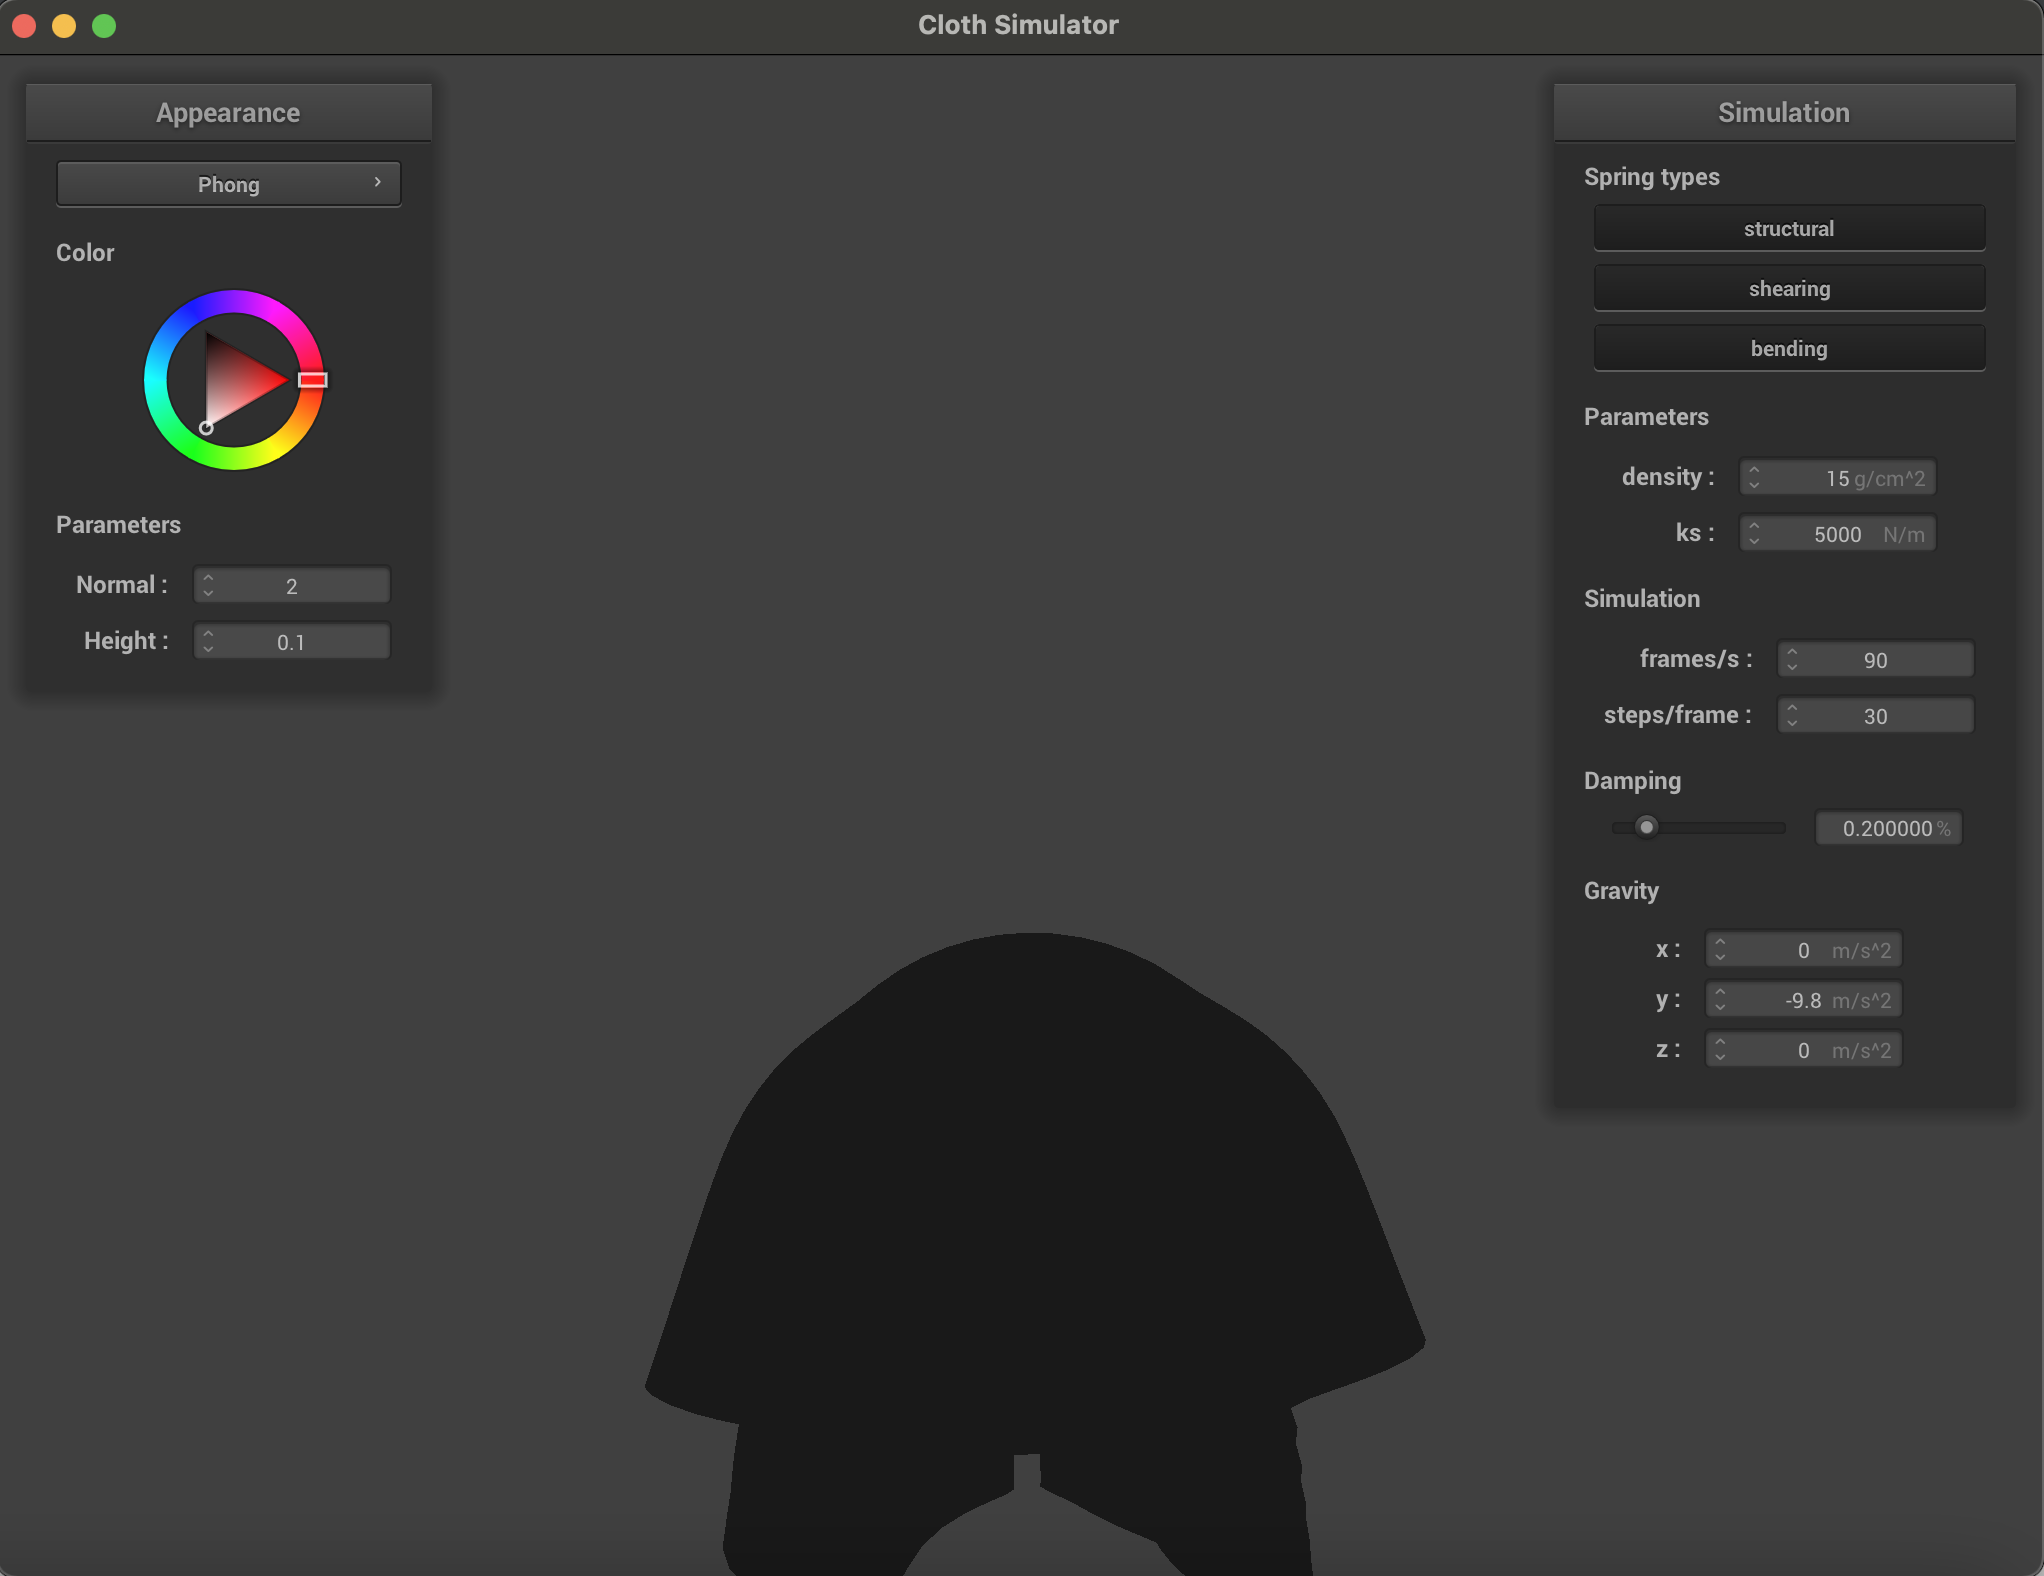 Cloth Simulator
Appearance
Phong ›
Color
Parameters
Normal : 2
Height : 0.1
Simulation
Spring types
structural
shearing
bending
Parameters
density : 15 g/cm^2
ks : 5000 N/m
Simulation
frames/s : 90
steps/frame : 30
Damping
0.200000 %
Gravity
x : 0 m/s^2
y : -9.8 m/s^2
z : 0 m/s^2